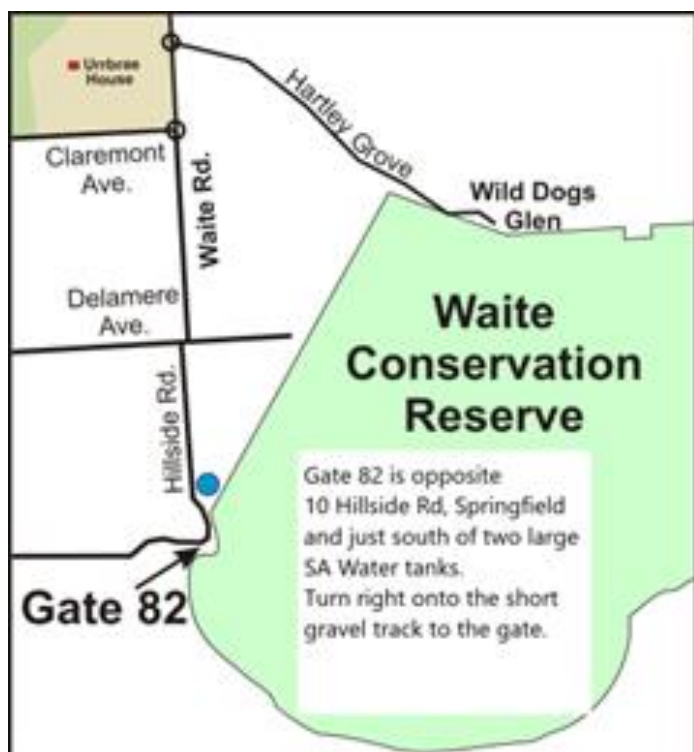 Urrbrae
House
Claremont
Ave.
Waite Rd.
Hartley Grove
Wild Dogs
Glen
Delamere
Ave.
Waite
Conservation
Reserve
Hillside Rd.
Gate 82 is opposite
10 Hillside Rd, Springfield
and just south of two large
SA Water tanks.
Turn right onto the short
gravel track to the gate.
Gate 82